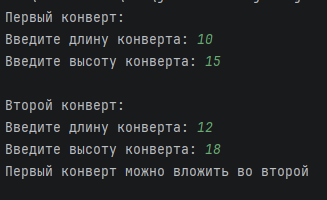 Первый конверт:
Введите длину конверта: 10
Введите высоту конверта: 15
Второй конверт:
Введите длину конверта: 12
Введите высоту конверта: 18
Первый конверт можно вложить во второй